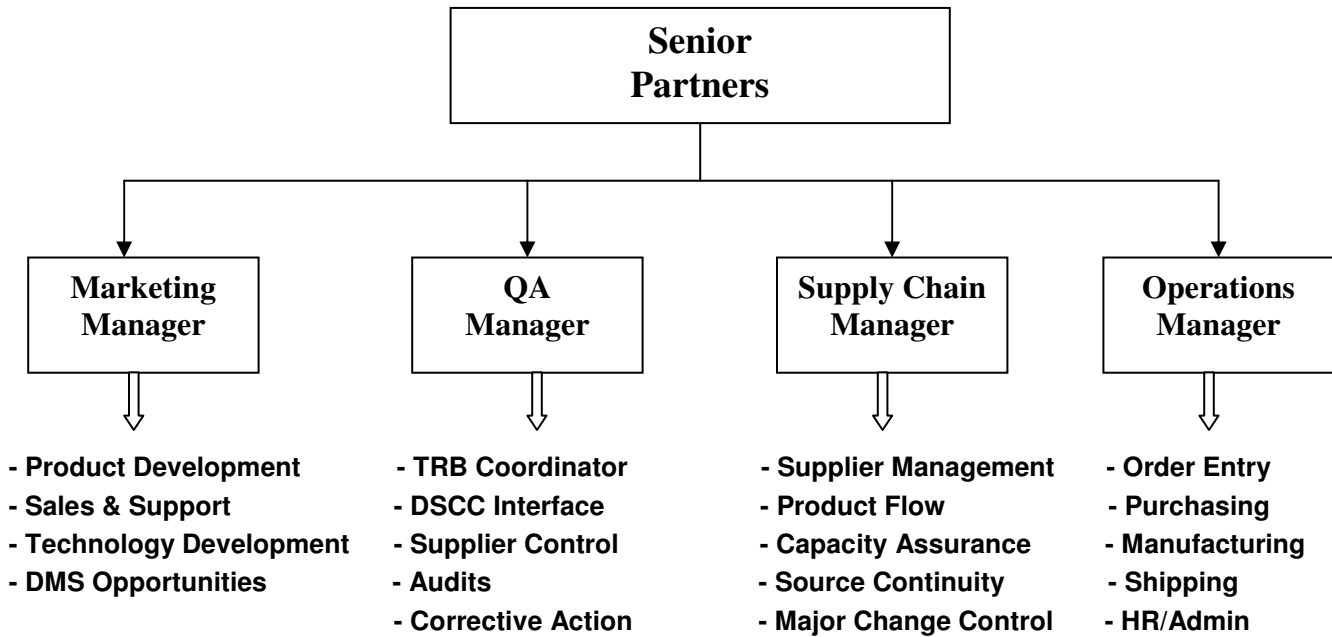 Senior
Partners
Marketing
Manager
QA
Manager
Supply Chain
Manager
Operations
Manager
- Product Development
- Sales & Support
- Technology Development
- DMS Opportunities
- TRB Coordinator
- DSCC Interface
- Supplier Control
- Audits
- Corrective Action
- Supplier Management
- Product Flow
- Capacity Assurance
- Source Continuity
- Major Change Control
- Order Entry
- Purchasing
- Manufacturing
- Shipping
- HR/Admin